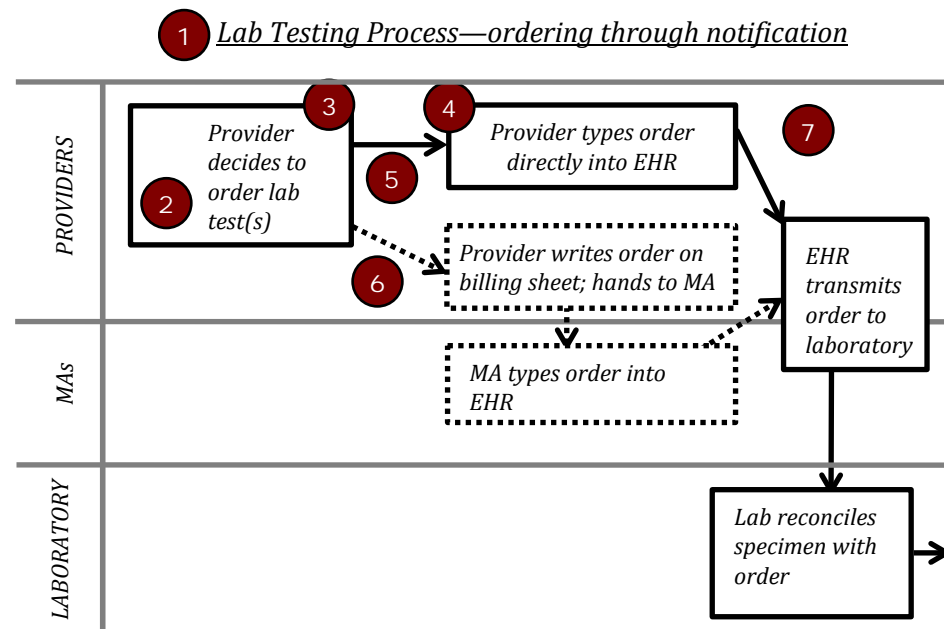 1
Lab Testing Process—ordering through notification
PROVIDERS
3
4
7
Provider
decides to
order lab
test(s)
2
5
Provider types order
directly into EHR
6
Provider writes order on
billing sheet; hands to MA
EHR
transmits
order to
laboratory
MAs
MA types order into
EHR
LABORATORY
Lab reconciles
specimen with
order